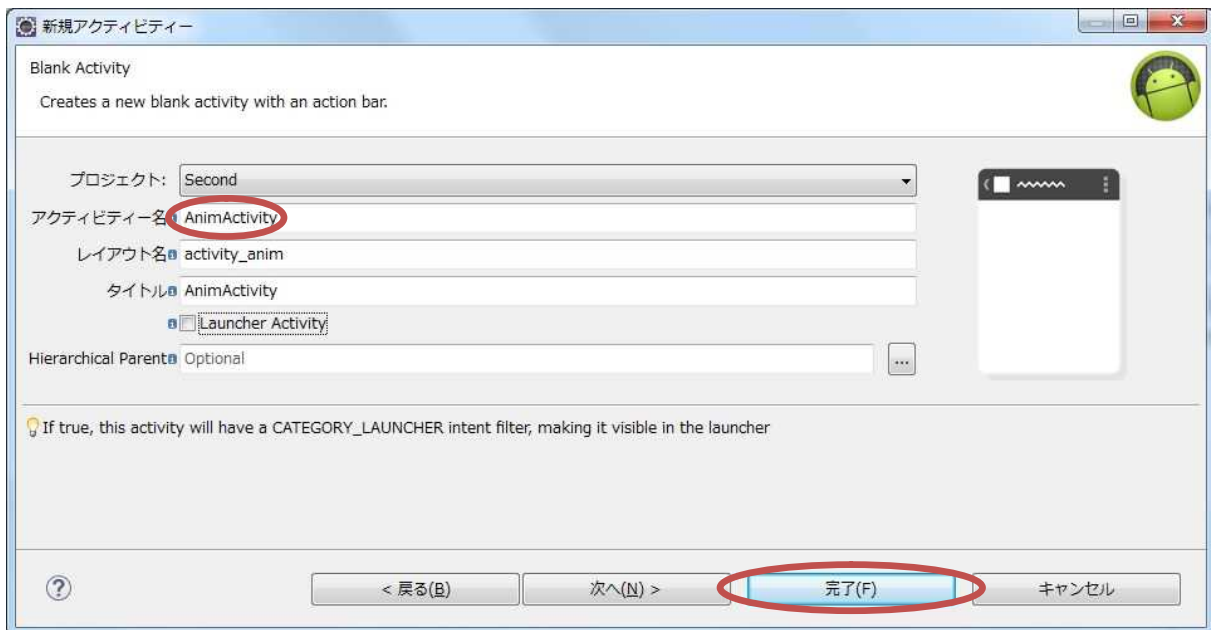 新規アクティビティー
Blank Activity
Creates a new blank activity with an action bar.
プロジェクト: Second
アクティビティー名 AnimActivity
レイアウト名 activity_anim
タイトル AnimActivity
Launcher Activity
Hierarchical Parent Optional ...
If true, this activity will have a CATEGORY_LAUNCHER intent filter, making it visible in the launcher
? < 戻る(B) 次へ(N) > 完了(F) キャンセル